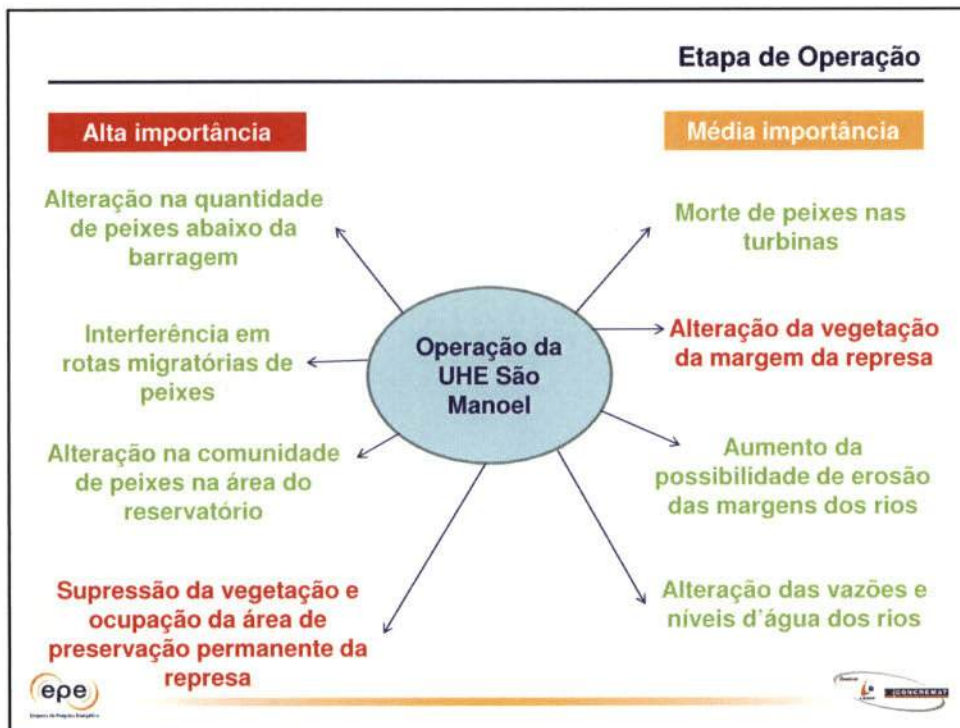 Etapa de Operação
Alta importância
Média importância
Alteração na quantidade
de peixes abaixo da
barragem
Morte de peixes nas
turbinas
Interferência em
rotas migratórias de
peixes
Operação da
UHE São
Manoel
Alteração da vegetação
da margem da represa
Alteração na comunidade
de peixes na área do
reservatório
Aumento da
possibilidade de erosão
das margens dos rios
Supressão da vegetação e
ocupação da área de
preservação permanente da
represa
Alteração das vazões e
níveis d'água dos rios
epe
Empresa de Pesquisa Energética
CONCREMAT